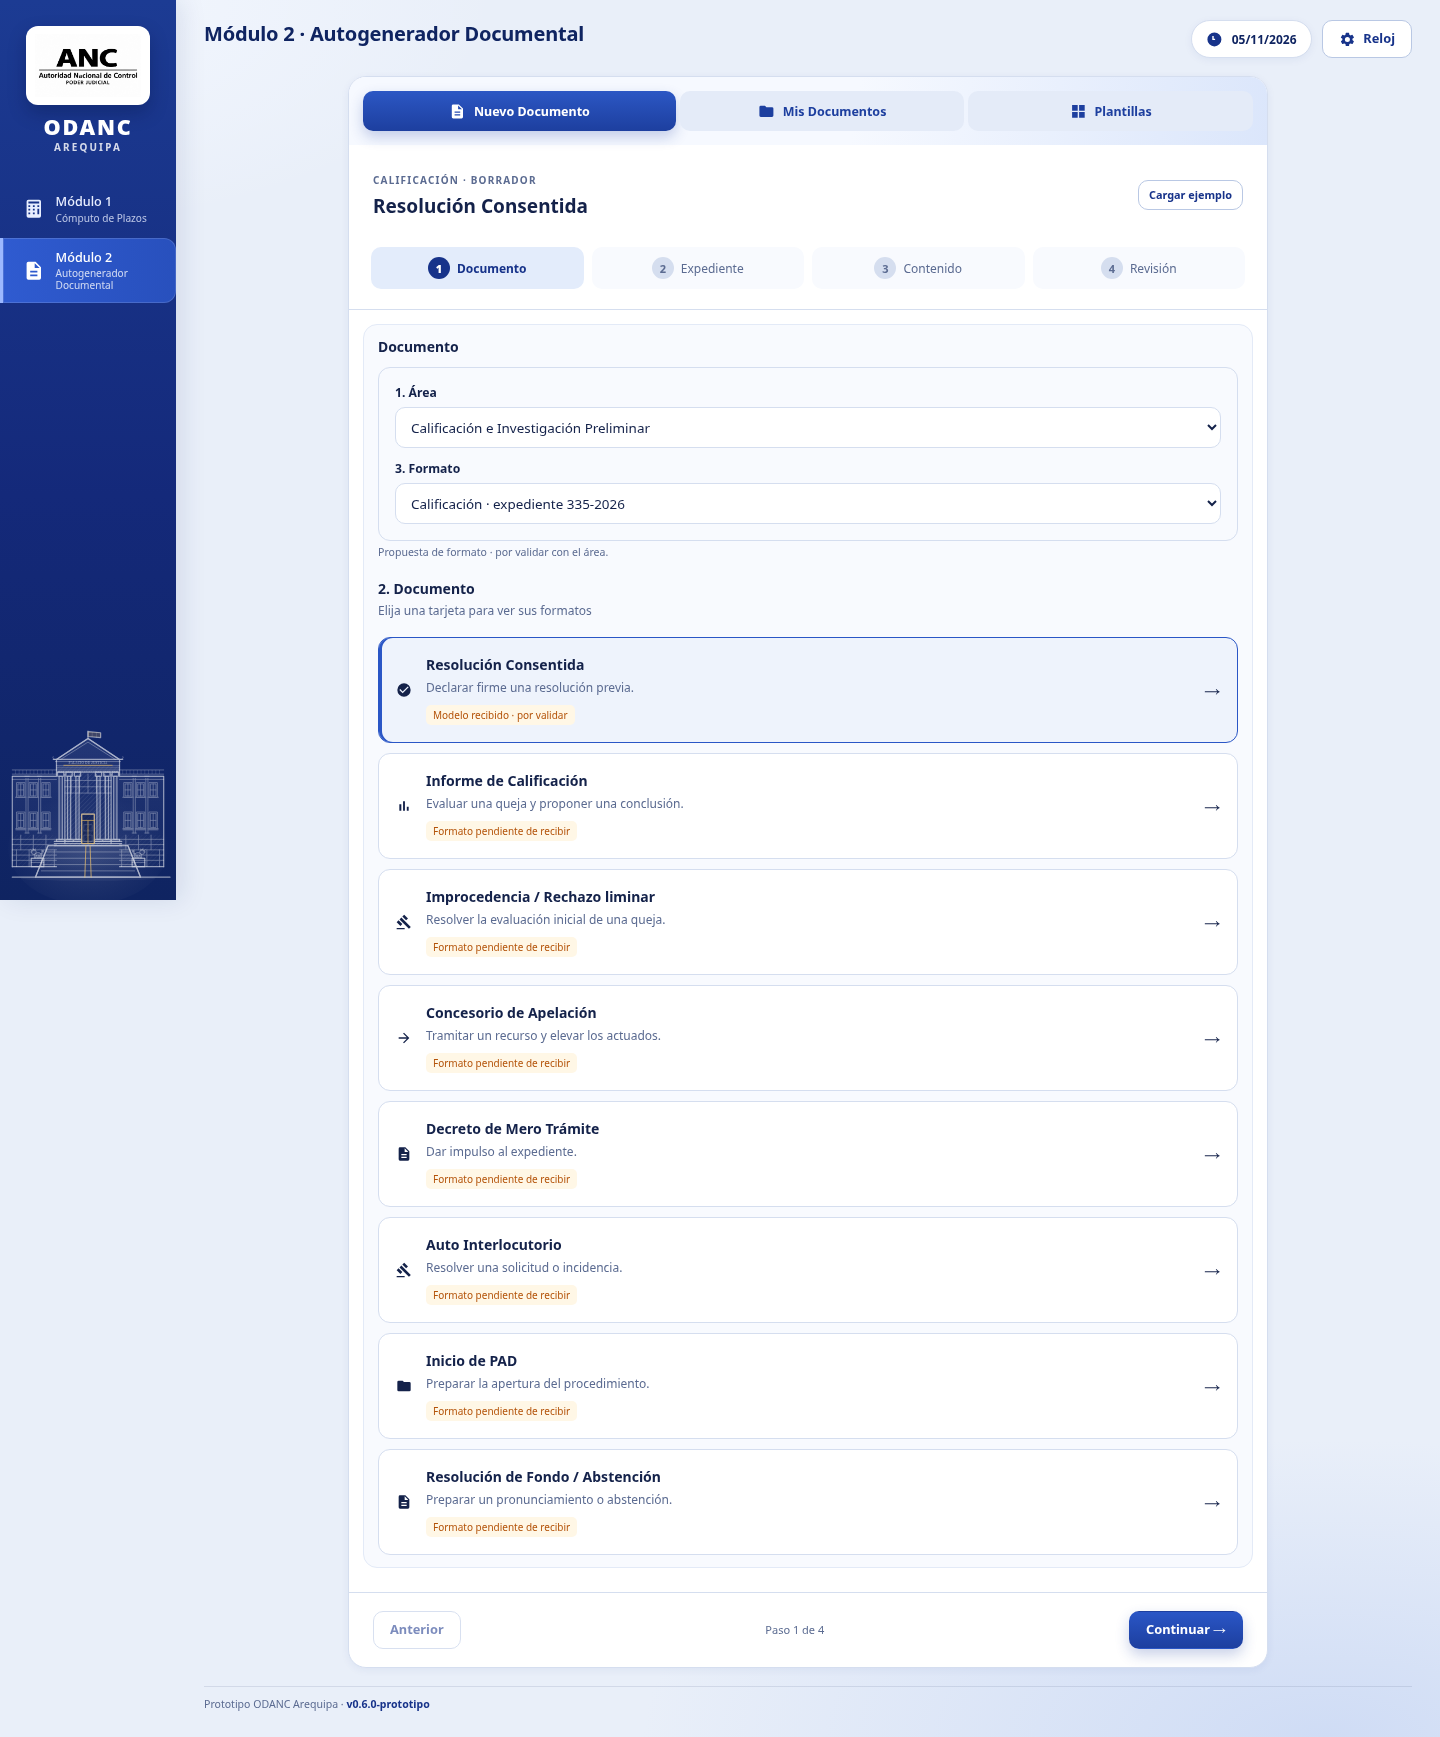 ANC
Autoridad Nacional de Control
PODER JUDICIAL
ODANC
AREQUIPA
Módulo 1
Cómputo de Plazos
Módulo 2
Autogenerador
Documental
Módulo 2 · Autogenerador Documental
05/11/2026
Reloj
Nuevo Documento
Mis Documentos
Plantillas
CALIFICACIÓN · BORRADOR
Resolución Consentida
Cargar ejemplo
1 Documento
2 Expediente
3 Contenido
4 Revisión
Documento
1. Área
Calificación e Investigación Preliminar
3. Formato
Calificación · expediente 335-2026
Propuesta de formato · por validar con el área.
2. Documento
Elija una tarjeta para ver sus formatos
Resolución Consentida
Declarar firme una resolución previa.
Modelo recibido · por validar
→
Informe de Calificación
Evaluar una queja y proponer una conclusión.
Formato pendiente de recibir
→
Improcedencia / Rechazo liminar
Resolver la evaluación inicial de una queja.
Formato pendiente de recibir
→
Concesorio de Apelación
Tramitar un recurso y elevar los actuados.
Formato pendiente de recibir
→
Decreto de Mero Trámite
Dar impulso al expediente.
Formato pendiente de recibir
→
Auto Interlocutorio
Resolver una solicitud o incidencia.
Formato pendiente de recibir
→
Inicio de PAD
Preparar la apertura del procedimiento.
Formato pendiente de recibir
→
Resolución de Fondo / Abstención
Preparar un pronunciamiento o abstención.
Formato pendiente de recibir
→
Anterior
Paso 1 de 4
Continuar →
Prototipo ODANC Arequipa · v0.6.0-prototipo